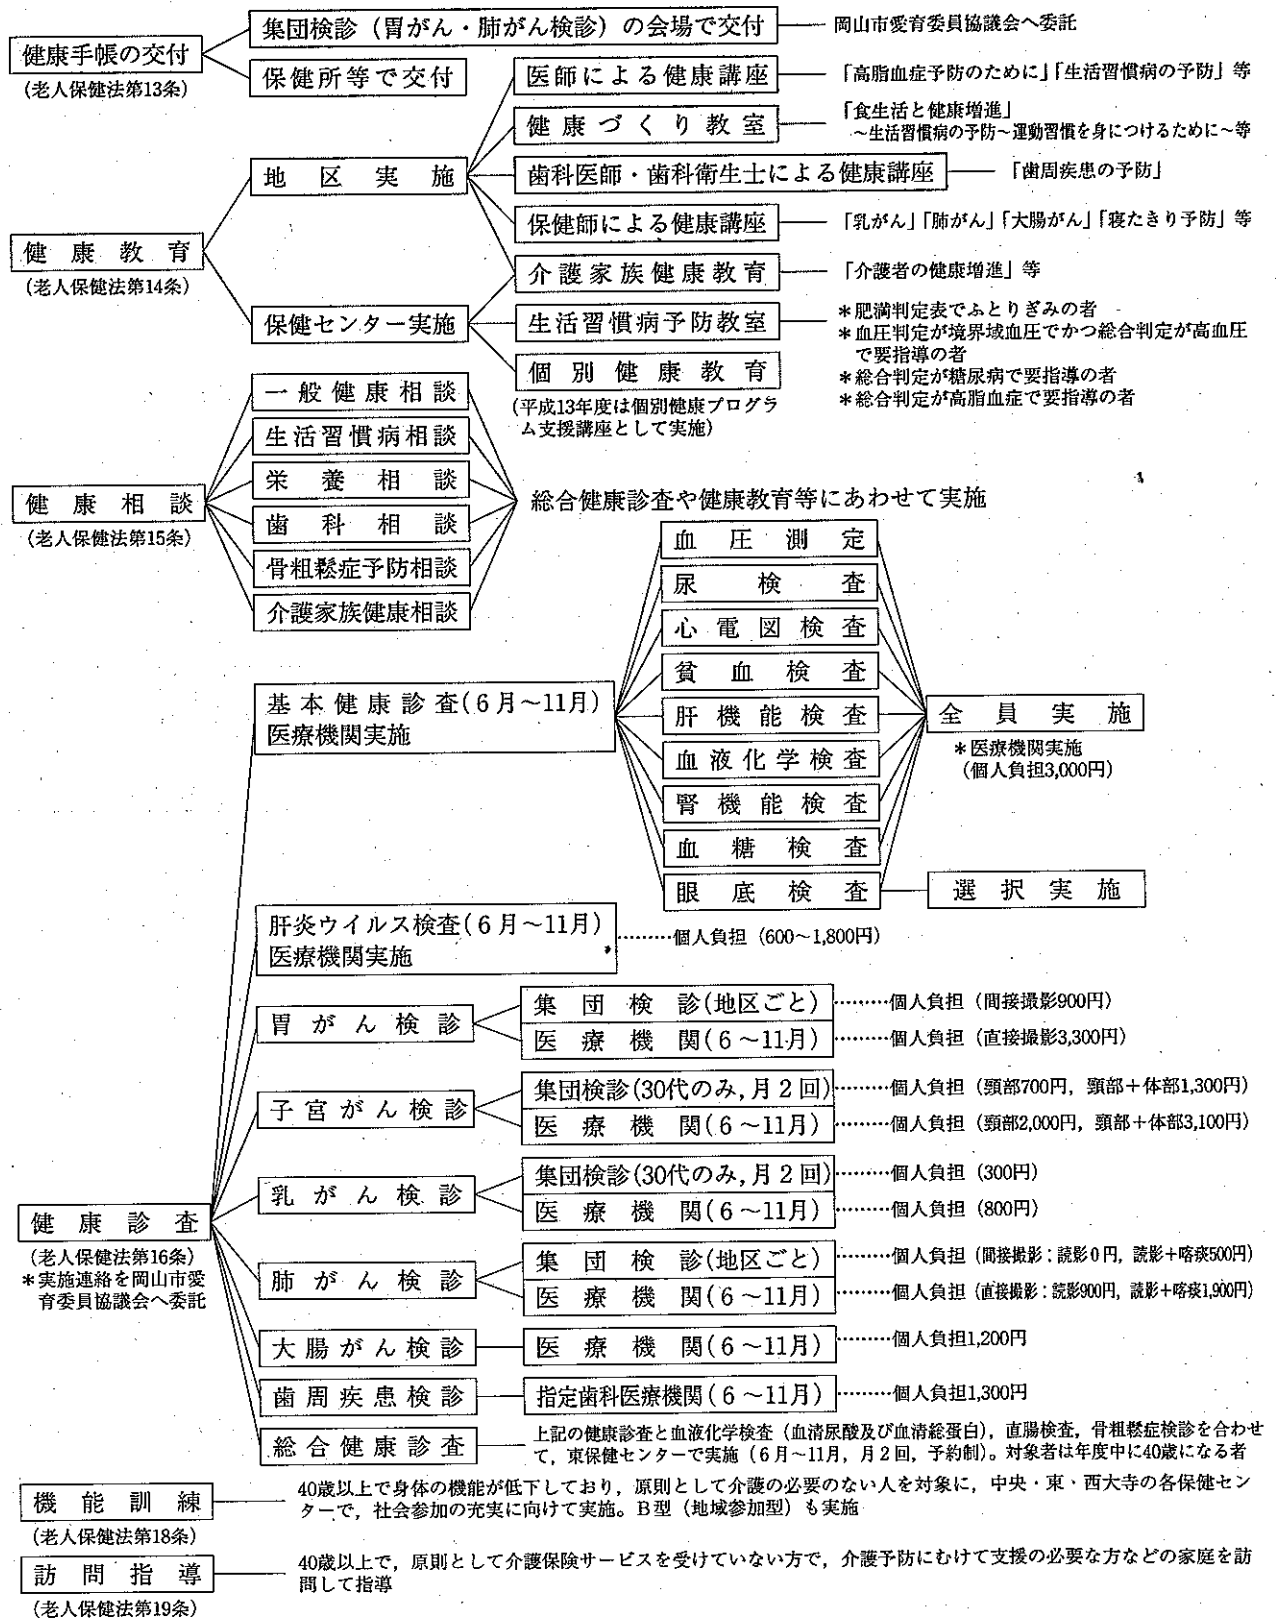 健康手帳の交付
(老人保健法第13条)
集団検診（胃がん・肺がん検診）の会場で交付
岡山市愛育委員協議会へ委託
保健所等で交付
健康教育
(老人保健法第14条)
地区実施
医師による健康講座
「高脂血症予防のために」「生活習慣病の予防」等
健康づくり教室
「食生活と健康増進」
～生活習慣病の予防～運動習慣を身につけるために～等
歯科医師・歯科衛生士による健康講座
「歯周疾患の予防」
保健師による健康講座
「乳がん」「肺がん」「大腸がん」「寝たきり予防」等
介護家族健康教育
「介護者の健康増進」等
保健センター実施
生活習慣病予防教室
＊肥満判定表でふとりぎみの者
＊血圧判定が境界域血圧でかつ総合判定が高血圧
で要指導の者
＊総合判定が糖尿病で要指導の者
＊総合判定が高脂血症で要指導の者
個別健康教育
(平成13年度は個別健康プログラ
ム支援講座として実施)
健康相談
(老人保健法第15条)
一般健康相談
生活習慣病相談
栄養相談
歯科相談
骨粗鬆症予防相談
介護家族健康相談
総合健康診査や健康教育等にあわせて実施
健康診査
(老人保健法第16条)
＊実施連絡を岡山市愛
育委員協議会へ委託
基本健康診査(6月～11月)
医療機関実施
血圧測定
尿検査
心電図検査
貧血検査
肝機能検査
血液化学検査
腎機能検査
血糖検査
眼底検査
全員実施
＊医療機関実施
(個人負担3,000円)
選択実施
肝炎ウイルス検査(6月～11月)
医療機関実施
………個人負担（600～1,800円）
胃がん検診
集団検診(地区ごと)
………個人負担（間接撮影900円）
医療機関(6～11月)
………個人負担（直接撮影3,300円）
子宮がん検診
集団検診(30代のみ,月2回)
………個人負担（頸部700円，頸部＋体部1,300円）
医療機関(6～11月)
………個人負担（頸部2,000円，頸部＋体部3,100円）
乳がん検診
集団検診(30代のみ,月2回)
………個人負担（300円）
医療機関(6～11月)
………個人負担（800円）
肺がん検診
集団検診(地区ごと)
………個人負担（間接撮影：読影0円，読影＋喀痰500円）
医療機関(6～11月)
………個人負担（直接撮影：読影900円，読影＋喀痰1,900円）
大腸がん検診
医療機関(6～11月)
………個人負担1,200円
歯周疾患検診
指定歯科医療機関(6～11月)
………個人負担1,300円
総合健康診査
上記の健康診査と血液化学検査（血清尿酸及び血清総蛋白），直腸検査，骨粗鬆症検診を合わせ
て，東保健センターで実施（6月～11月，月2回，予約制）。対象者は年度中に40歳になる者
機能訓練
(老人保健法第18条)
40歳以上で身体の機能が低下しており，原則として介護の必要のない人を対象に，中央・東・西大寺の各保健セン
ターで，社会参加の充実に向けて実施。B型（地域参加型）も実施
訪問指導
(老人保健法第19条)
40歳以上で，原則として介護保険サービスを受けていない方で，介護予防にむけて支援の必要な方などの家庭を訪
問して指導